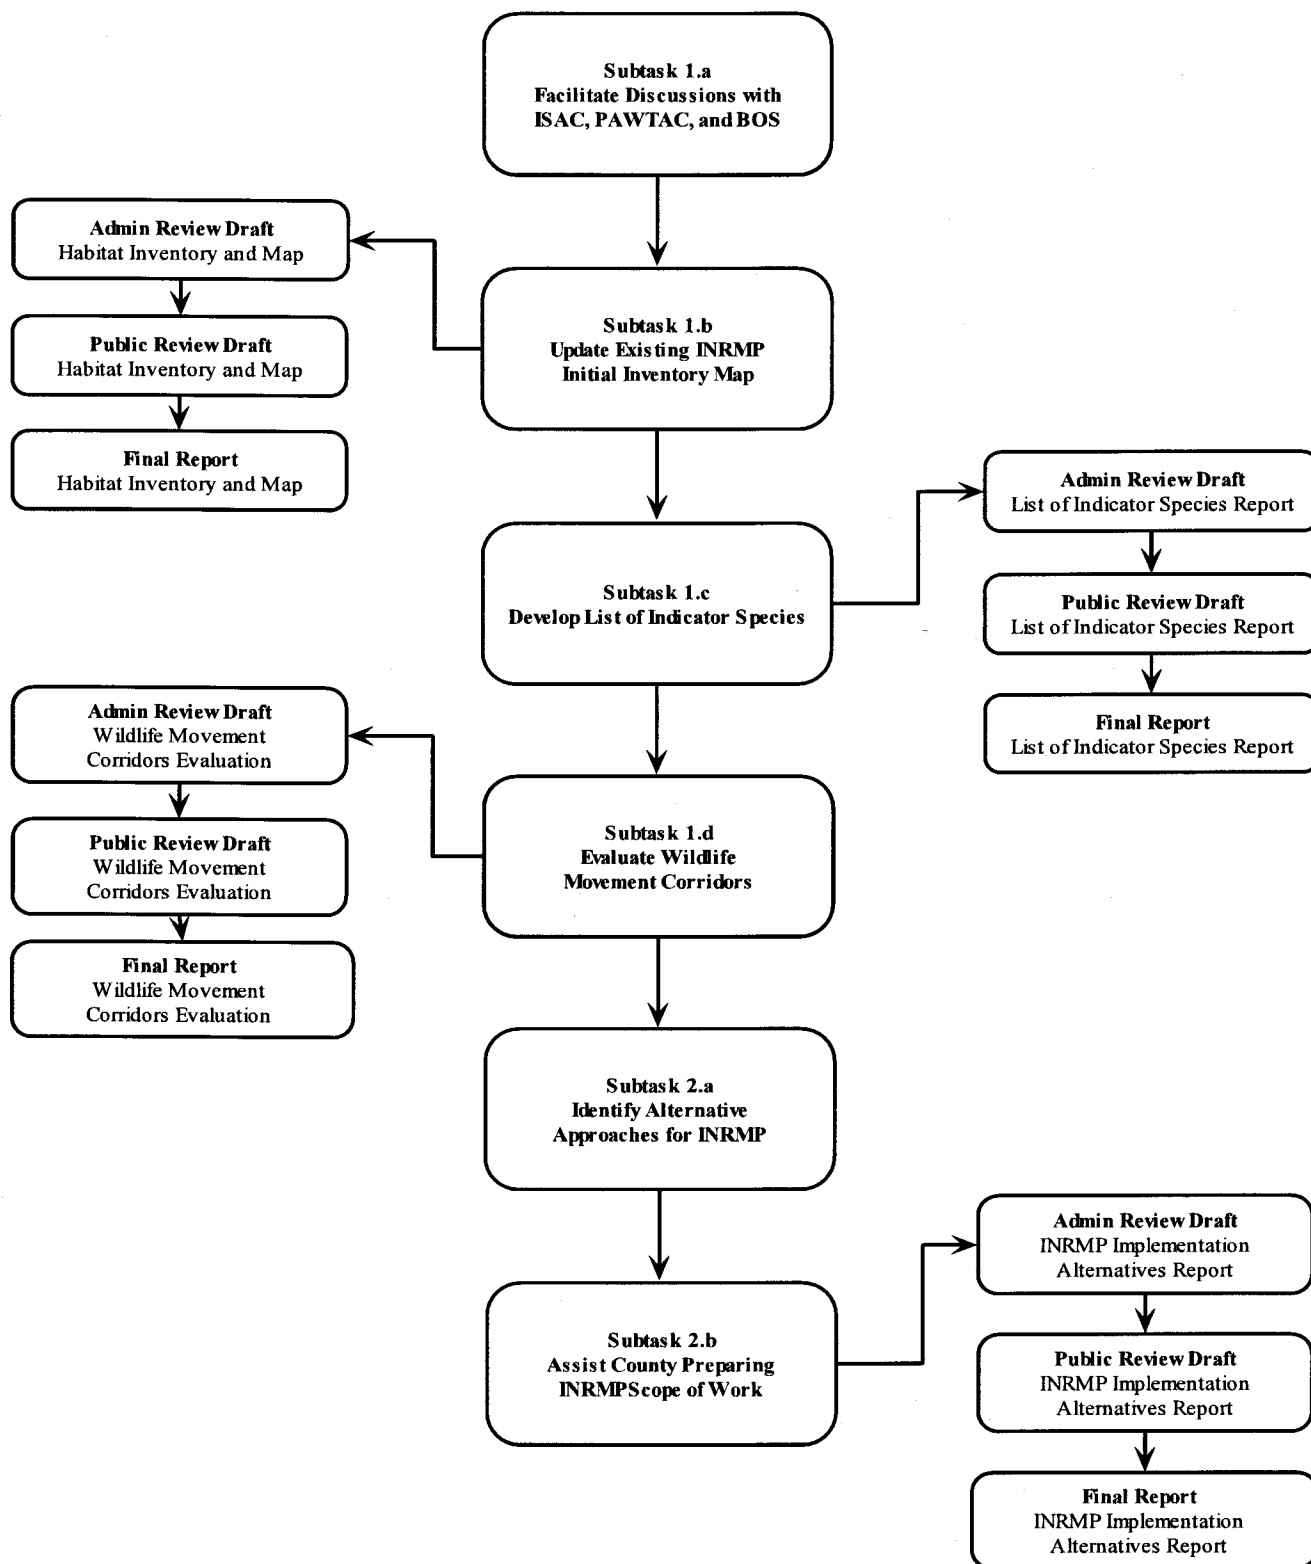 Subtask 1.a
Facilitate Discussions with
ISAC, PAWTAC, and BOS
Admin Review Draft
Habitat Inventory and Map
Public Review Draft
Habitat Inventory and Map
Final Report
Habitat Inventory and Map
Subtask 1.b
Update Existing INRMP
Initial Inventory Map
Subtask 1.c
Develop List of Indicator Species
Admin Review Draft
List of Indicator Species Report
Public Review Draft
List of Indicator Species Report
Final Report
List of Indicator Species Report
Admin Review Draft
Wildlife Movement
Corridors Evaluation
Public Review Draft
Wildlife Movement
Corridors Evaluation
Final Report
Wildlife Movement
Corridors Evaluation
Subtask 1.d
Evaluate Wildlife
Movement Corridors
Subtask 2.a
Identify Alternative
Approaches for INRMP
Subtask 2.b
Assist County Preparing
INRMPScope of Work
Admin Review Draft
INRMP Implementation
Alternatives Report
Public Review Draft
INRMP Implementation
Alternatives Report
Final Report
INRMP Implementation
Alternatives Report